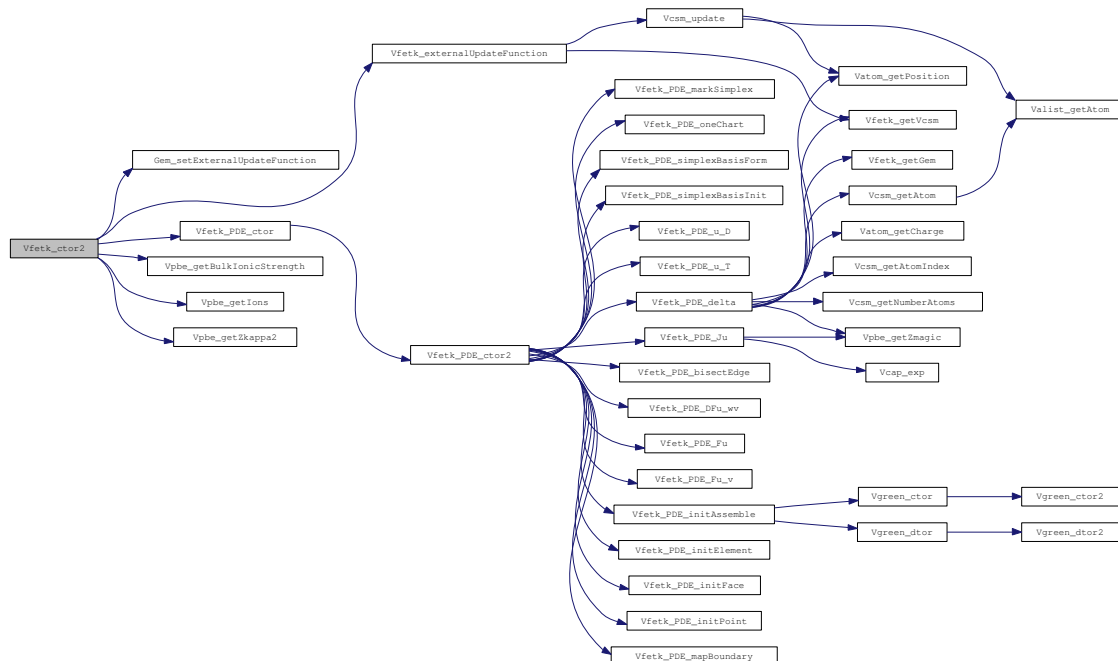 Vfetk_ctor2
Gem_setExternalUpdateFunction
Vfetk_PDE_ctor
Vpbe_getBulkIonicStrength
Vpbe_getIons
Vpbe_getZkappa2
Vfetk_externalUpdateFunction
Vfetk_PDE_ctor2
Vcsm_update
Vfetk_PDE_markSimplex
Vfetk_PDE_oneChart
Vfetk_PDE_simplexBasisForm
Vfetk_PDE_simplexBasisInit
Vfetk_PDE_u_D
Vfetk_PDE_u_T
Vfetk_PDE_delta
Vfetk_PDE_Ju
Vfetk_PDE_bisectEdge
Vfetk_PDE_DFu_wv
Vfetk_PDE_Fu
Vfetk_PDE_Fu_v
Vfetk_PDE_initAssemble
Vfetk_PDE_initElement
Vfetk_PDE_initFace
Vfetk_PDE_initPoint
Vfetk_PDE_mapBoundary
Vatom_getPosition
Vfetk_getVcsm
Vfetk_getGem
Vcsm_getAtom
Vatom_getCharge
Vcsm_getAtomIndex
Vcsm_getNumberAtoms
Vpbe_getZmagic
Vcap_exp
Vgreen_ctor
Vgreen_dtor
Valist_getAtom
Vgreen_ctor2
Vgreen_dtor2